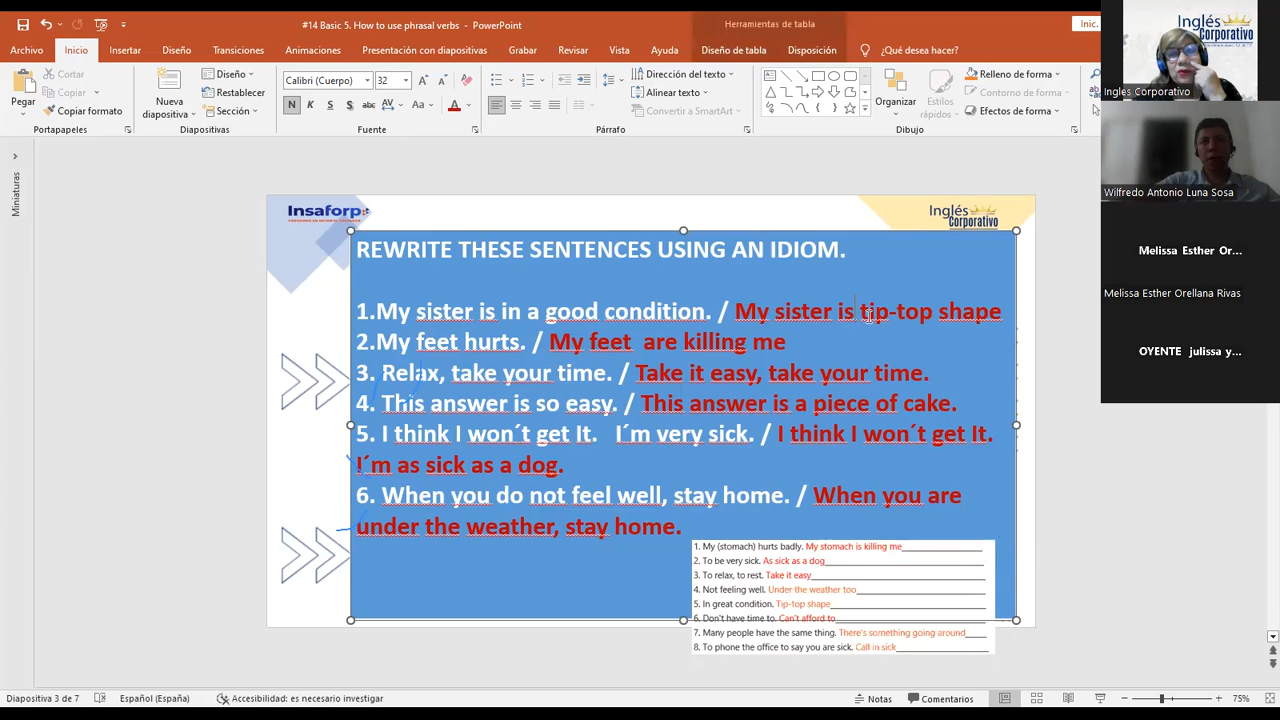 #14 Basic 5. How to use phrasal verbs - PowerPoint
Herramientas de tabla
Inic.
Archivo Inicio Insertar Diseño Transiciones Animaciones Presentación con diapositivas Grabar Revisar Vista Ayuda Diseño de tabla Disposición ¿Qué desea hacer?
Pegar
Cortar
Copiar
Copiar formato
Nueva diapositiva
Diseño
Restablecer
Sección
Calibri (Cuerpo) 32
N K S S abc AV Aa A
Dirección del texto
Alinear texto
Convertir a SmartArt
Organizar
Estilos rápidos
Relleno de forma
Contorno de forma
Efectos de forma
Portapapeles Diapositivas Fuente Párrafo Dibujo
Miniaturas
Insaforp
Inglés
Corporativo
REWRITE THESE SENTENCES USING AN IDIOM.
1.My sister is in a good condition. / My sister is tip-top shape
2.My feet hurts. / My feet are killing me
3. Relax, take your time. / Take it easy, take your time.
4. This answer is so easy. / This answer is a piece of cake.
5. I think I won´t get It. I´m very sick. / I think I won´t get It.
I´m as sick as a dog.
6. When you do not feel well, stay home. / When you are
under the weather, stay home.
1. My (stomach) hurts badly. My stomach is killing me
2. To be very sick. As sick as a dog
3. To relax, to rest. Take it easy
4. Not feeling well. Under the weather too
5. In great condition. Tip-top shape
6. Don't have time to. Can't afford to
7. Many people have the same thing. There's something going around
8. To phone the office to say you are sick. Call in sick
Inglés
Corporativo
Ingles Corporativo
Wilfredo Antonio Luna Sosa
Melissa Esther Or...
Melissa Esther Orellana Rivas
OYENTE julissa y...
Diapositiva 3 de 7 Español (España) Accesibilidad: es necesario investigar Notas Comentarios 75%